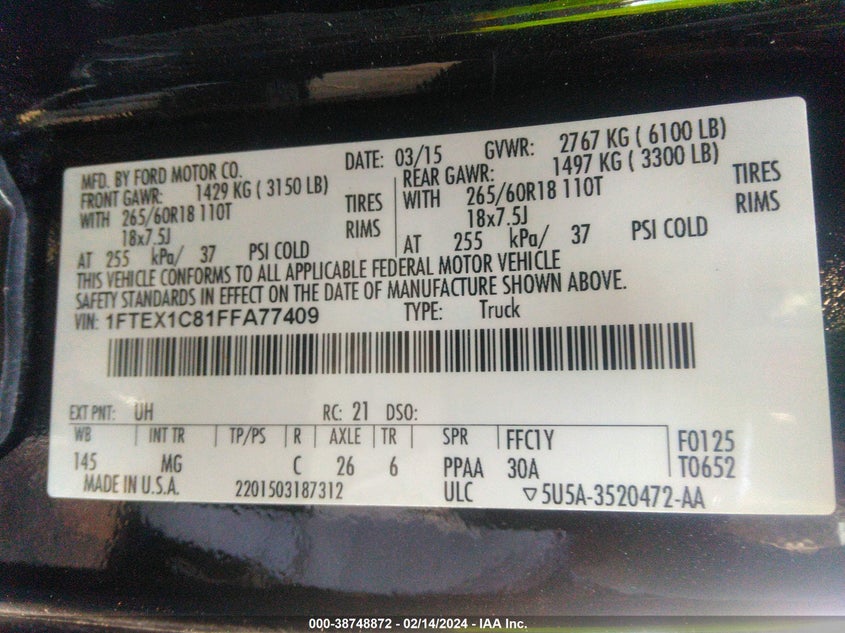 MFD. BY FORD MOTOR CO.
DATE: 03/15 GVWR: 2767 KG ( 6100 LB)
FRONT GAWR: 1429 KG ( 3150 LB)
WITH 265/60R18 110T TIRES
18x7.5J RIMS
AT 255 kPa/ 37 PSI COLD
REAR GAWR: 1497 KG ( 3300 LB)
WITH 265/60R18 110T TIRES
18x7.5J RIMS
AT 255 kPa/ 37 PSI COLD
THIS VEHICLE CONFORMS TO ALL APPLICABLE FEDERAL MOTOR VEHICLE
SAFETY STANDARDS IN EFFECT ON THE DATE OF MANUFACTURE SHOWN ABOVE.
VIN: 1FTEX1C81FFA77409 TYPE: Truck
EXT PNT: UH RC: 21 DSO:
WB INT TR TP/PS R AXLE TR SPR FFC1Y F0125
145 MG C 26 6 PPAA 30A T0652
MADE IN U.S.A. 2201503187312 ULC ▽5U5A-3520472-AA
000-38748872 - 02/14/2024 - IAA Inc.